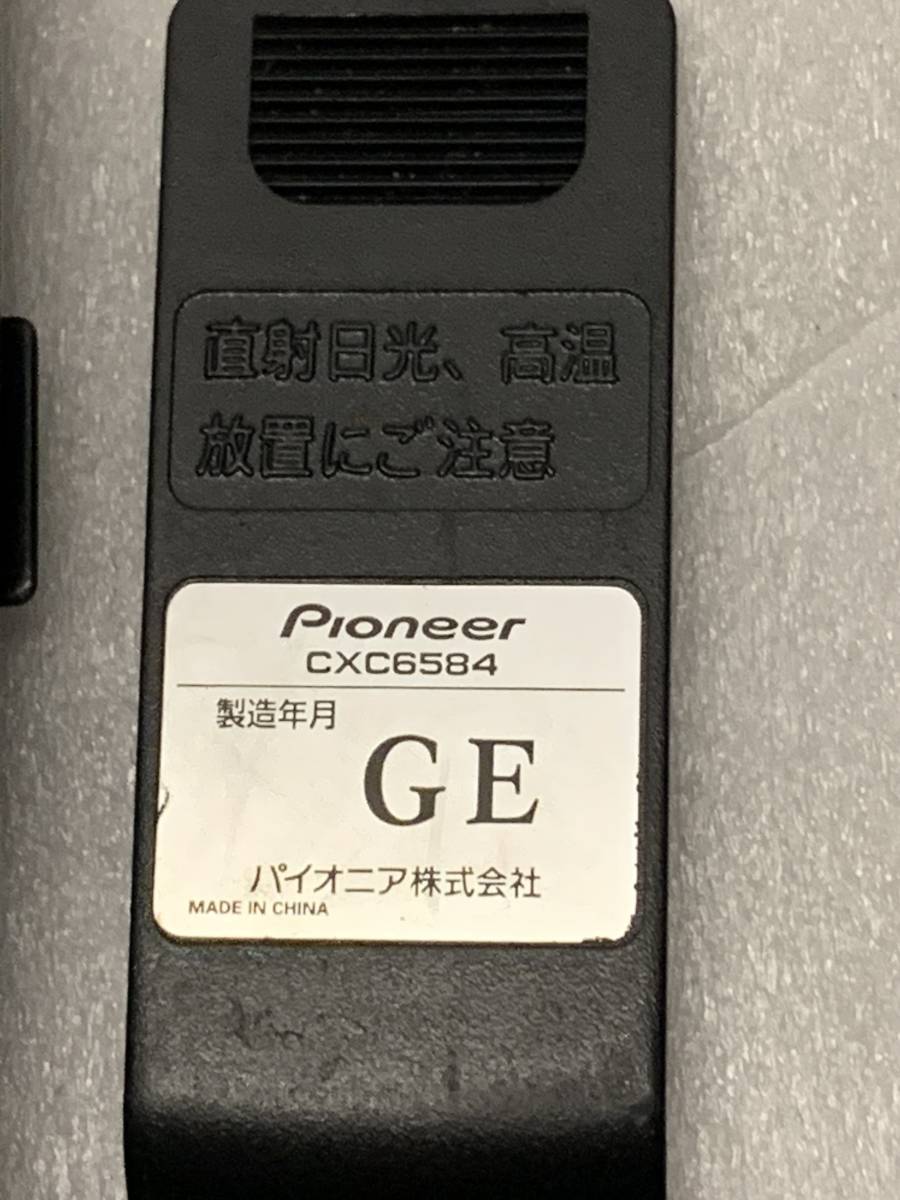 直射日光、高温
放置にご注意
Pioneer
CXC6584
製造年月
GE
パイオニア株式会社
MADE IN CHINA